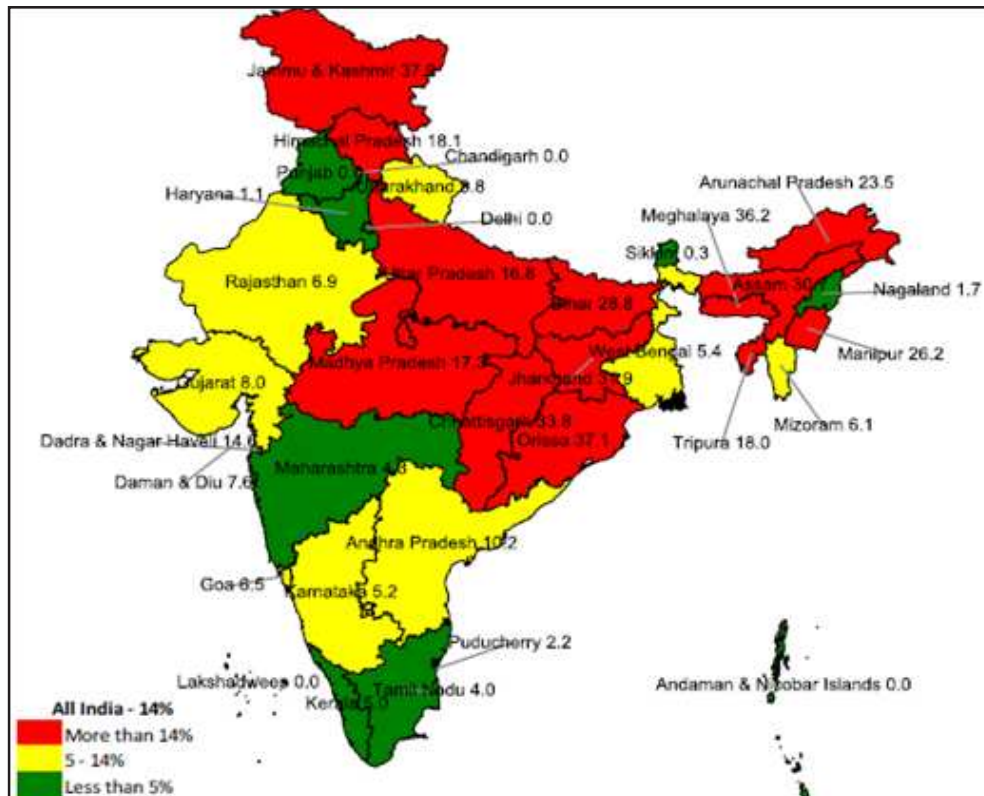 Jammu & Kashmir 37.
Himachal Pradesh 18.1
Chandigarh 0.0
Punjab 0.
Uttarakhand 8.8
Haryana 1.1
Delhi 0.0
Arunachal Pradesh 23.5
Meghalaya 36.2
Sikkim 0.3
Rajasthan 6.9
Uttar Pradesh 16.8
Assam 30.
Nagaland 1.7
Bihar 28.8
Manipur 26.2
West Bengal 5.4
Madhya Pradesh 17.
Jharkhand 31.9
Gujarat 8.0
Mizoram 6.1
Chhattisgarh 33.8
Tripura 18.0
Orissa 37.1
Dadra & Nagar Haveli 14.6
Maharashtra 4.
Daman & Diu 7.6
Andhra Pradesh 10.2
Goa 6.5
Karnataka 5.2
Puducherry 2.2
Lakshadweep 0.0
Tamil Nadu 4.0
Kerala
Andaman & Nicobar Islands 0.0
All India - 14%
More than 14%
5 - 14%
Less than 5%